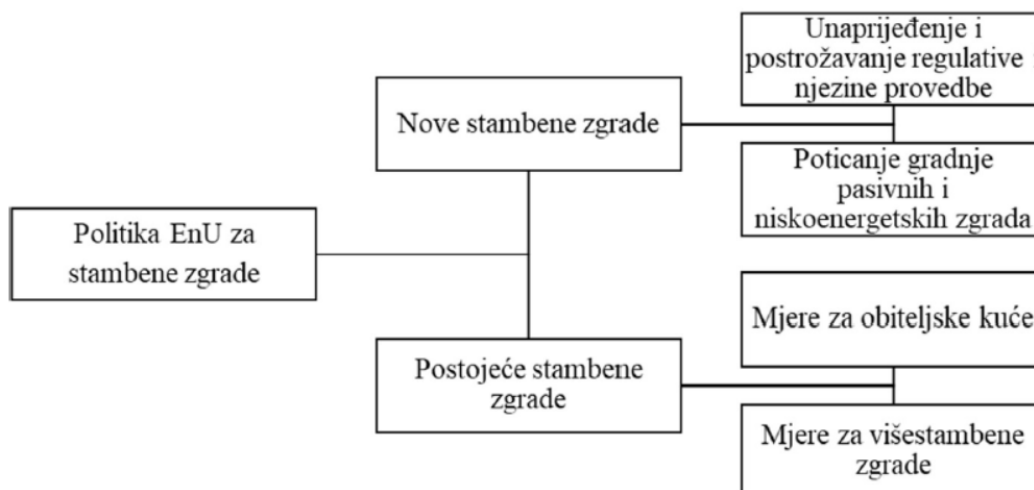 Unaprijeđenje i
postrožavanje regulative i
njezine provedbe
Nove stambene zgrade
Poticanje gradnje
pasivnih i
niskoenergetskih zgrada
Politika EnU za
stambene zgrade
Mjere za obiteljske kuće
Postojeće stambene
zgrade
Mjere za višestambene
zgrade